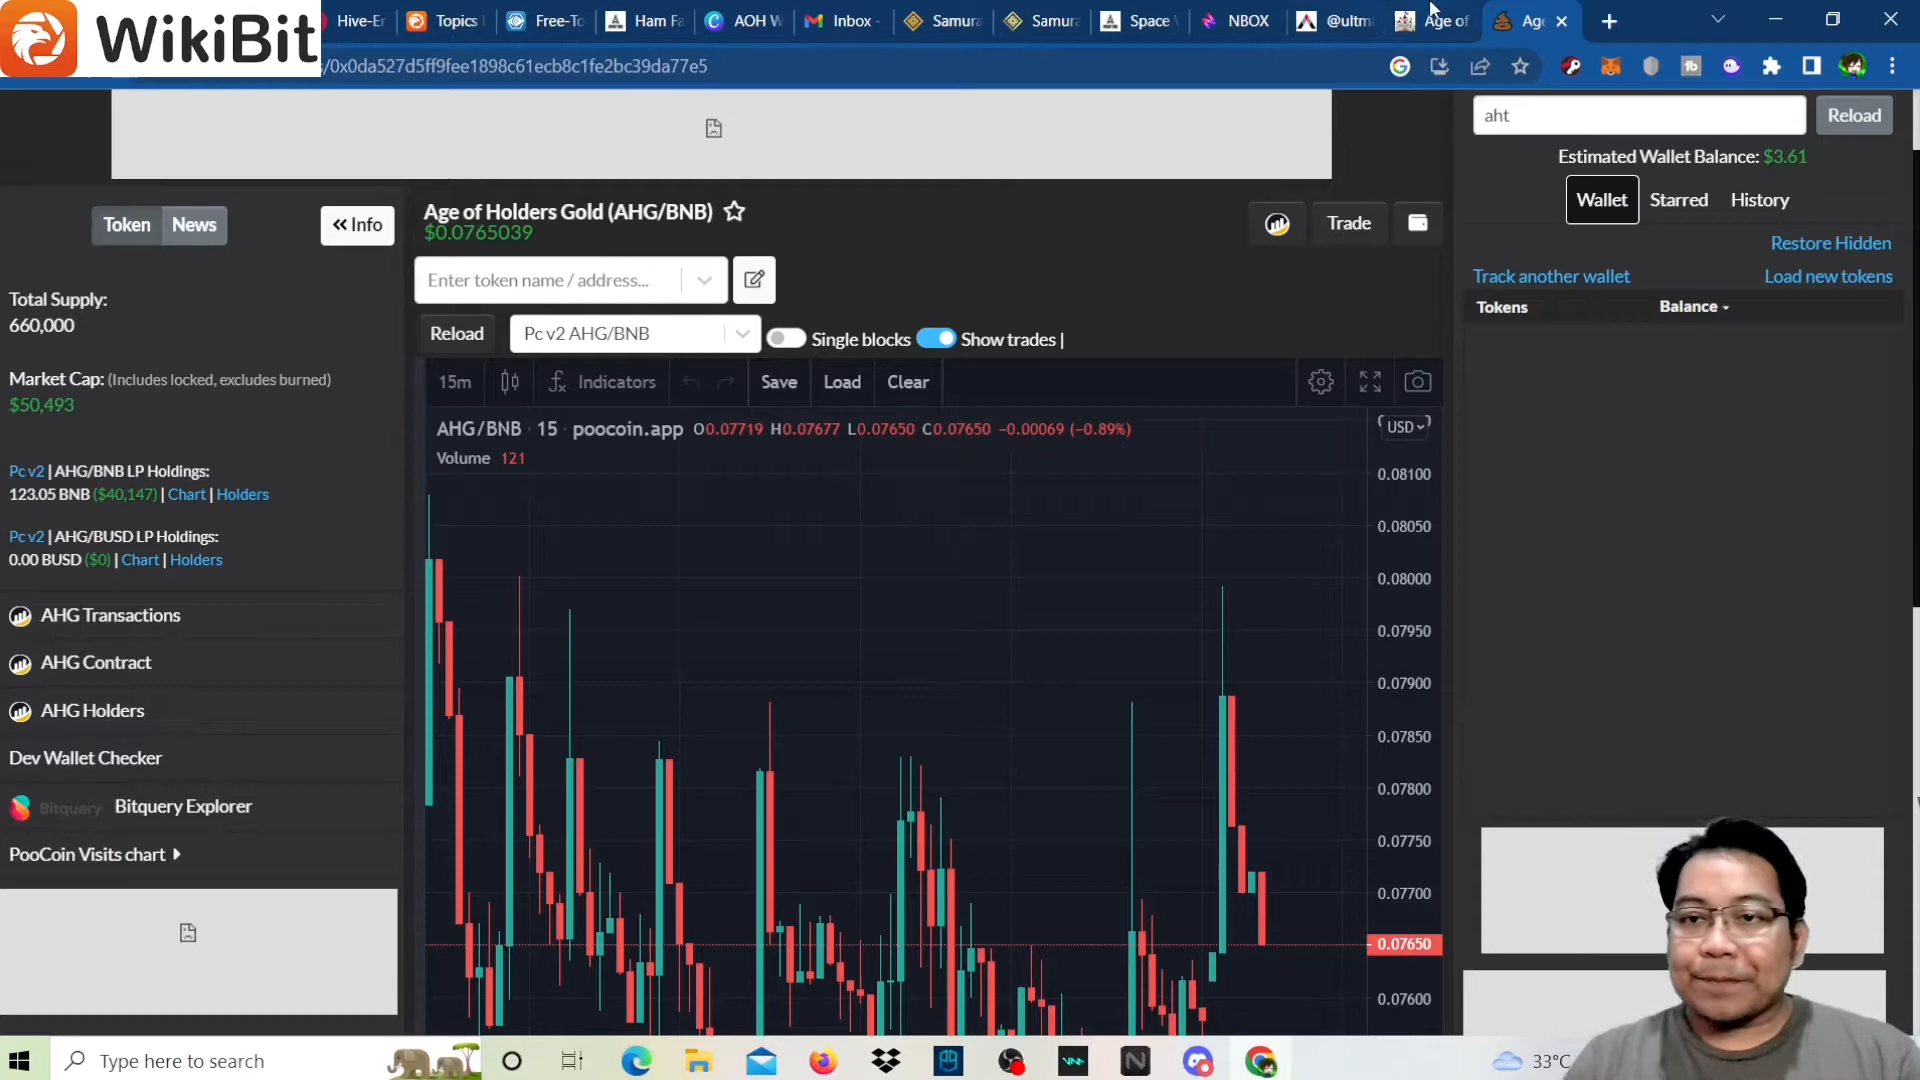 WikiBit
Hive-Er
Topics
Free-To
Ham Fa
AOH W
Inbox -
Samura
Samura
Space
NBOX
@ultm
Age of
Age
/0x0da527d5ff9fee1898c61ecb8c1fe2bc39da77e5
aht
Reload
Estimated Wallet Balance: $3.61
Wallet Starred History
Restore Hidden
Track another wallet Load new tokens
Tokens Balance
Token News
Info
Total Supply:
660,000
Market Cap: (Includes locked, excludes burned)
$50,493
Pc v2 | AHG/BNB LP Holdings:
123.05 BNB ($40,147) | Chart | Holders
Pc v2 | AHG/BUSD LP Holdings:
0.00 BUSD ($0) | Chart | Holders
AHG Transactions
AHG Contract
AHG Holders
Dev Wallet Checker
Bitquery Bitquery Explorer
PooCoin Visits chart
Age of Holders Gold (AHG/BNB)
$0.0765039
Trade
Enter token name / address...
Reload
Pc v2 AHG/BNB
Single blocks
Show trades |
15m
Indicators
Save
Load
Clear
AHG/BNB · 15 · poocoin.app O0.07719 H0.07677 L0.07650 C0.07650 −0.00069 (−0.89%)
Volume 121
USD
0.08100
0.08050
0.08000
0.07950
0.07900
0.07850
0.07800
0.07750
0.07700
0.07650
0.07600
Type here to search
33°C